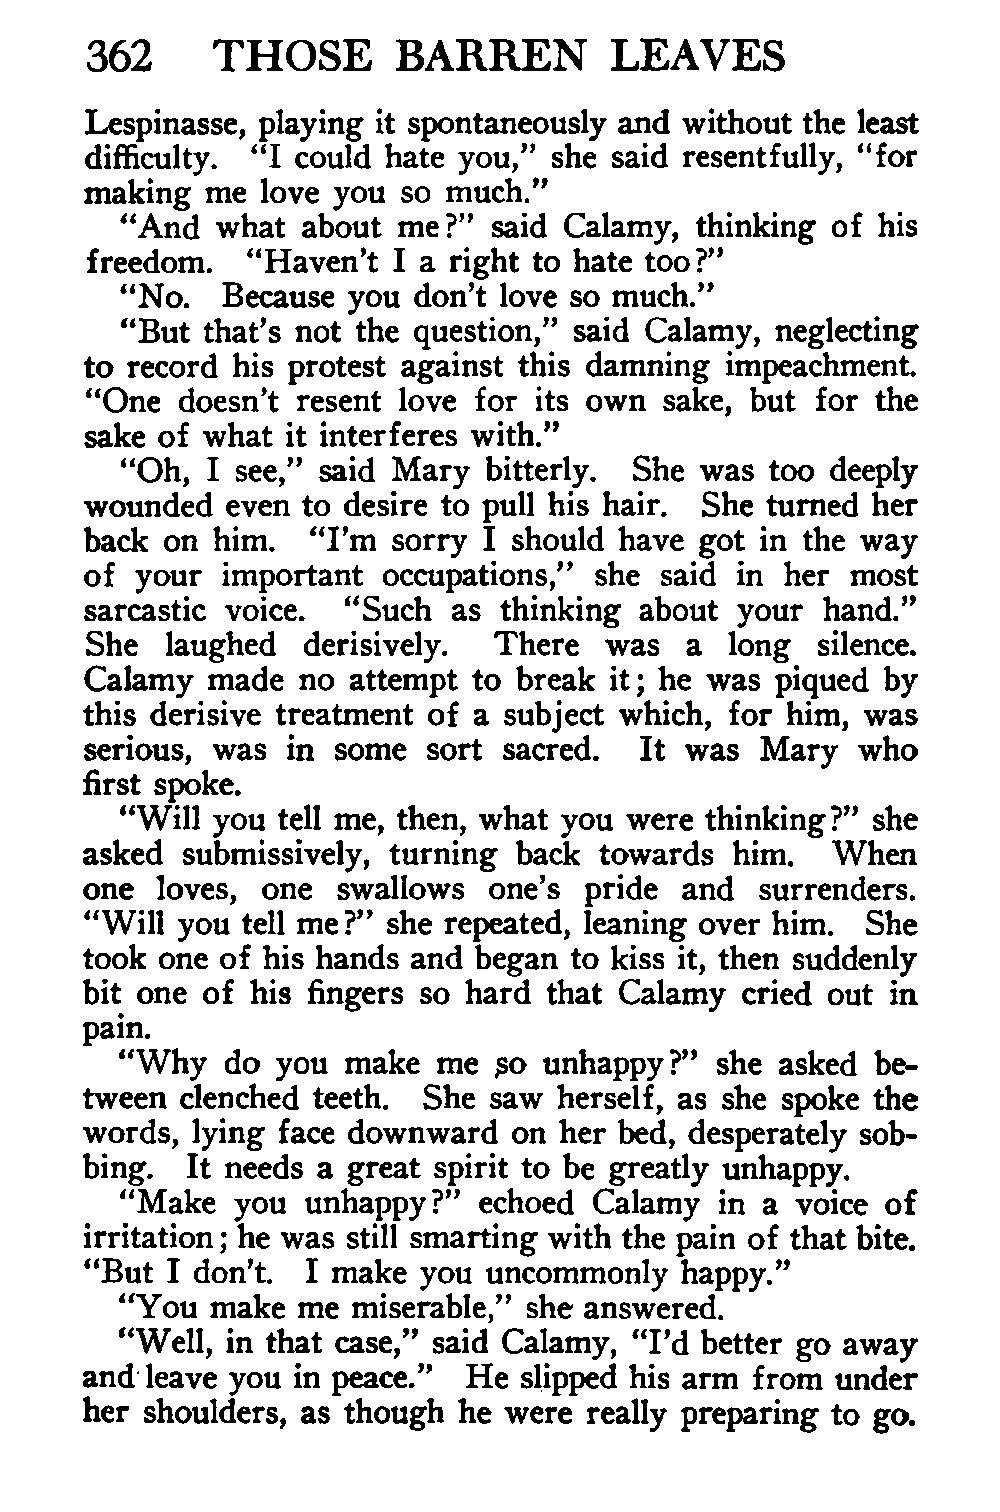 362 THOSE BARREN LEAVES
Lespinasse, playing it spontaneously and without the least
difficulty. “I could hate you,” she said resentfully, “for
making me love you so much.”
“And what about me?” said Calamy, thinking of his
freedom. “Haven’t I a right to hate too?”
“No. Because you don’t love so much.”
“But that’s not the question,” said Calamy, neglecting
to record his protest against this damning impeachment.
“One doesn’t resent love for its own sake, but for the
sake of what it interferes with.”
“Oh, I see,” said Mary bitterly. She was too deeply
wounded even to desire to pull his hair. She turned her
back on him. “I’m sorry I should have got in the way
of your important occupations,” she said in her most
sarcastic voice. “Such as thinking about your hand.”
She laughed derisively. There was a long silence.
Calamy made no attempt to break it; he was piqued by
this derisive treatment of a subject which, for him, was
serious, was in some sort sacred. It was Mary who
first spoke.
“Will you tell me, then, what you were thinking?” she
asked submissively, turning back towards him. When
one loves, one swallows one’s pride and surrenders.
“Will you tell me?” she repeated, leaning over him. She
took one of his hands and began to kiss it, then suddenly
bit one of his fingers so hard that Calamy cried out in
pain.
“Why do you make me so unhappy?” she asked be-
tween clenched teeth. She saw herself, as she spoke the
words, lying face downward on her bed, desperately sob-
bing. It needs a great spirit to be greatly unhappy.
“Make you unhappy?” echoed Calamy in a voice of
irritation; he was still smarting with the pain of that bite.
“But I don’t. I make you uncommonly happy.”
“You make me miserable,” she answered.
“Well, in that case,” said Calamy, “I’d better go away
and leave you in peace.” He slipped his arm from under
her shoulders, as though he were really preparing to go.